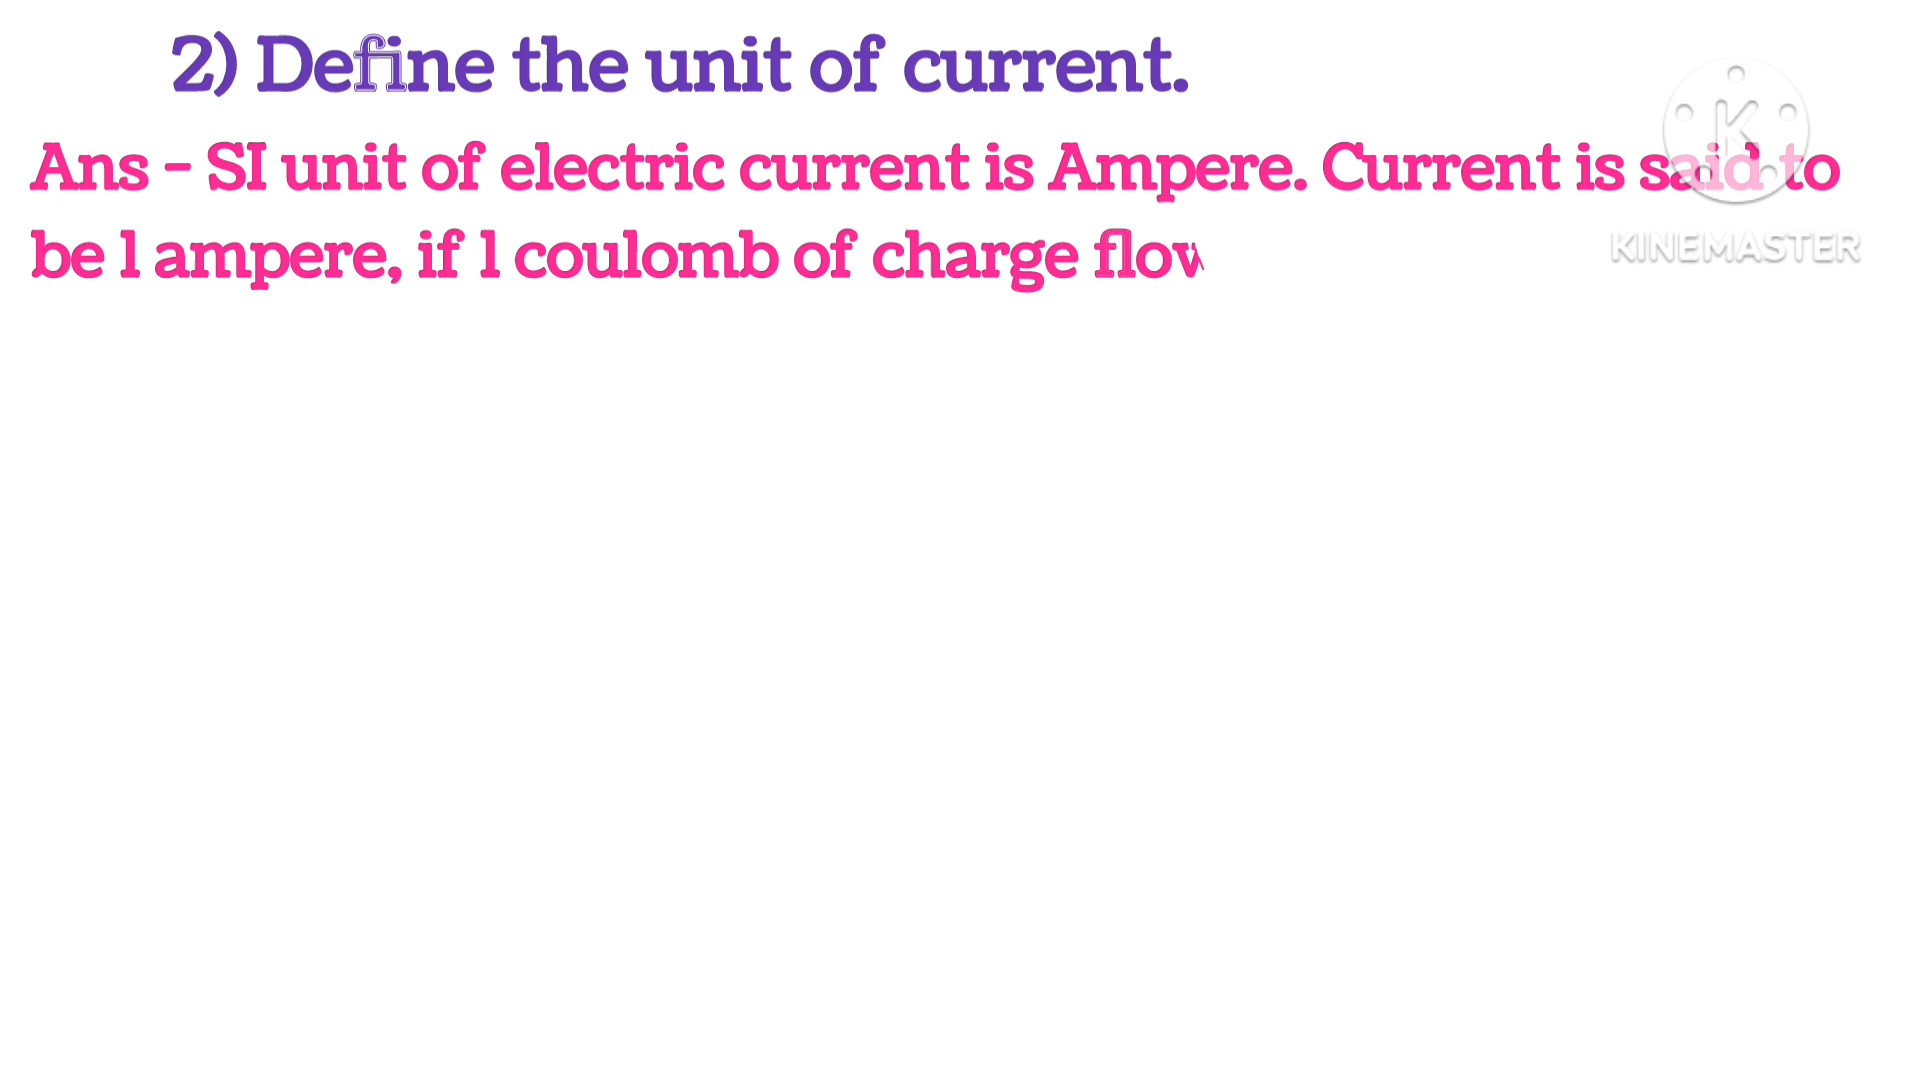 2) Define the unit of current.
Ans - SI unit of electric current is Ampere. Current is said to
be 1 ampere, if 1 coulomb of charge flov
K
KINEMASTER